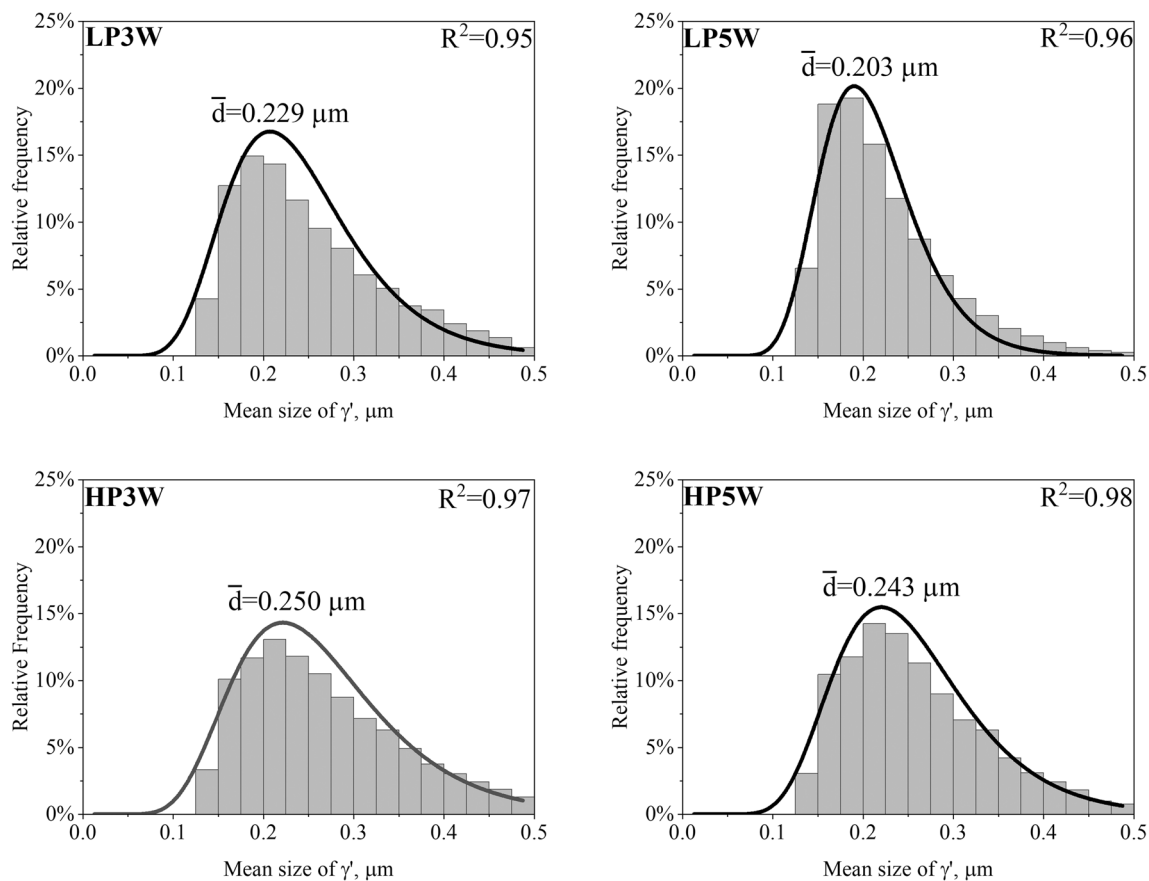 LP3W
R²=0.95
d̅=0.229 μm
25%
20%
15%
10%
5%
0%
Relative frequency
0.0 0.1 0.2 0.3 0.4 0.5
Mean size of γ', μm
LP5W
R²=0.96
d̅=0.203 μm
25%
20%
15%
10%
5%
0%
Relative frequency
0.0 0.1 0.2 0.3 0.4 0.5
Mean size of γ', μm
HP3W
R²=0.97
d̅=0.250 μm
25%
20%
15%
10%
5%
0%
Relative Frequency
0.0 0.1 0.2 0.3 0.4 0.5
Mean size of γ', μm
HP5W
R²=0.98
d̅=0.243 μm
25%
20%
15%
10%
5%
0%
Relative frequency
0.0 0.1 0.2 0.3 0.4 0.5
Mean size of γ', μm